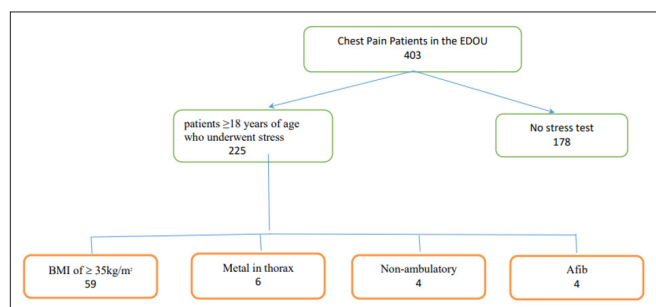 Chest Pain Patients in the EDOU
403
patients ≥18 years of age
who underwent stress
225
No stress test
178
BMI of ≥ 35kg/m²
59
Metal in thorax
6
Non-ambulatory
4
Afib
4